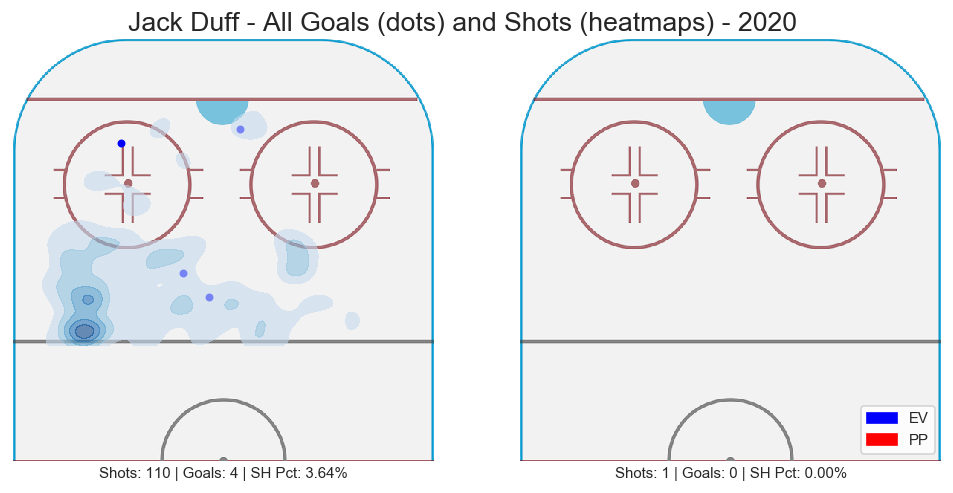 Jack Duff - All Goals (dots) and Shots (heatmaps) - 2020
EV
PP
Shots: 110 | Goals: 4 | SH Pct: 3.64%
Shots: 1 | Goals: 0 | SH Pct: 0.00%